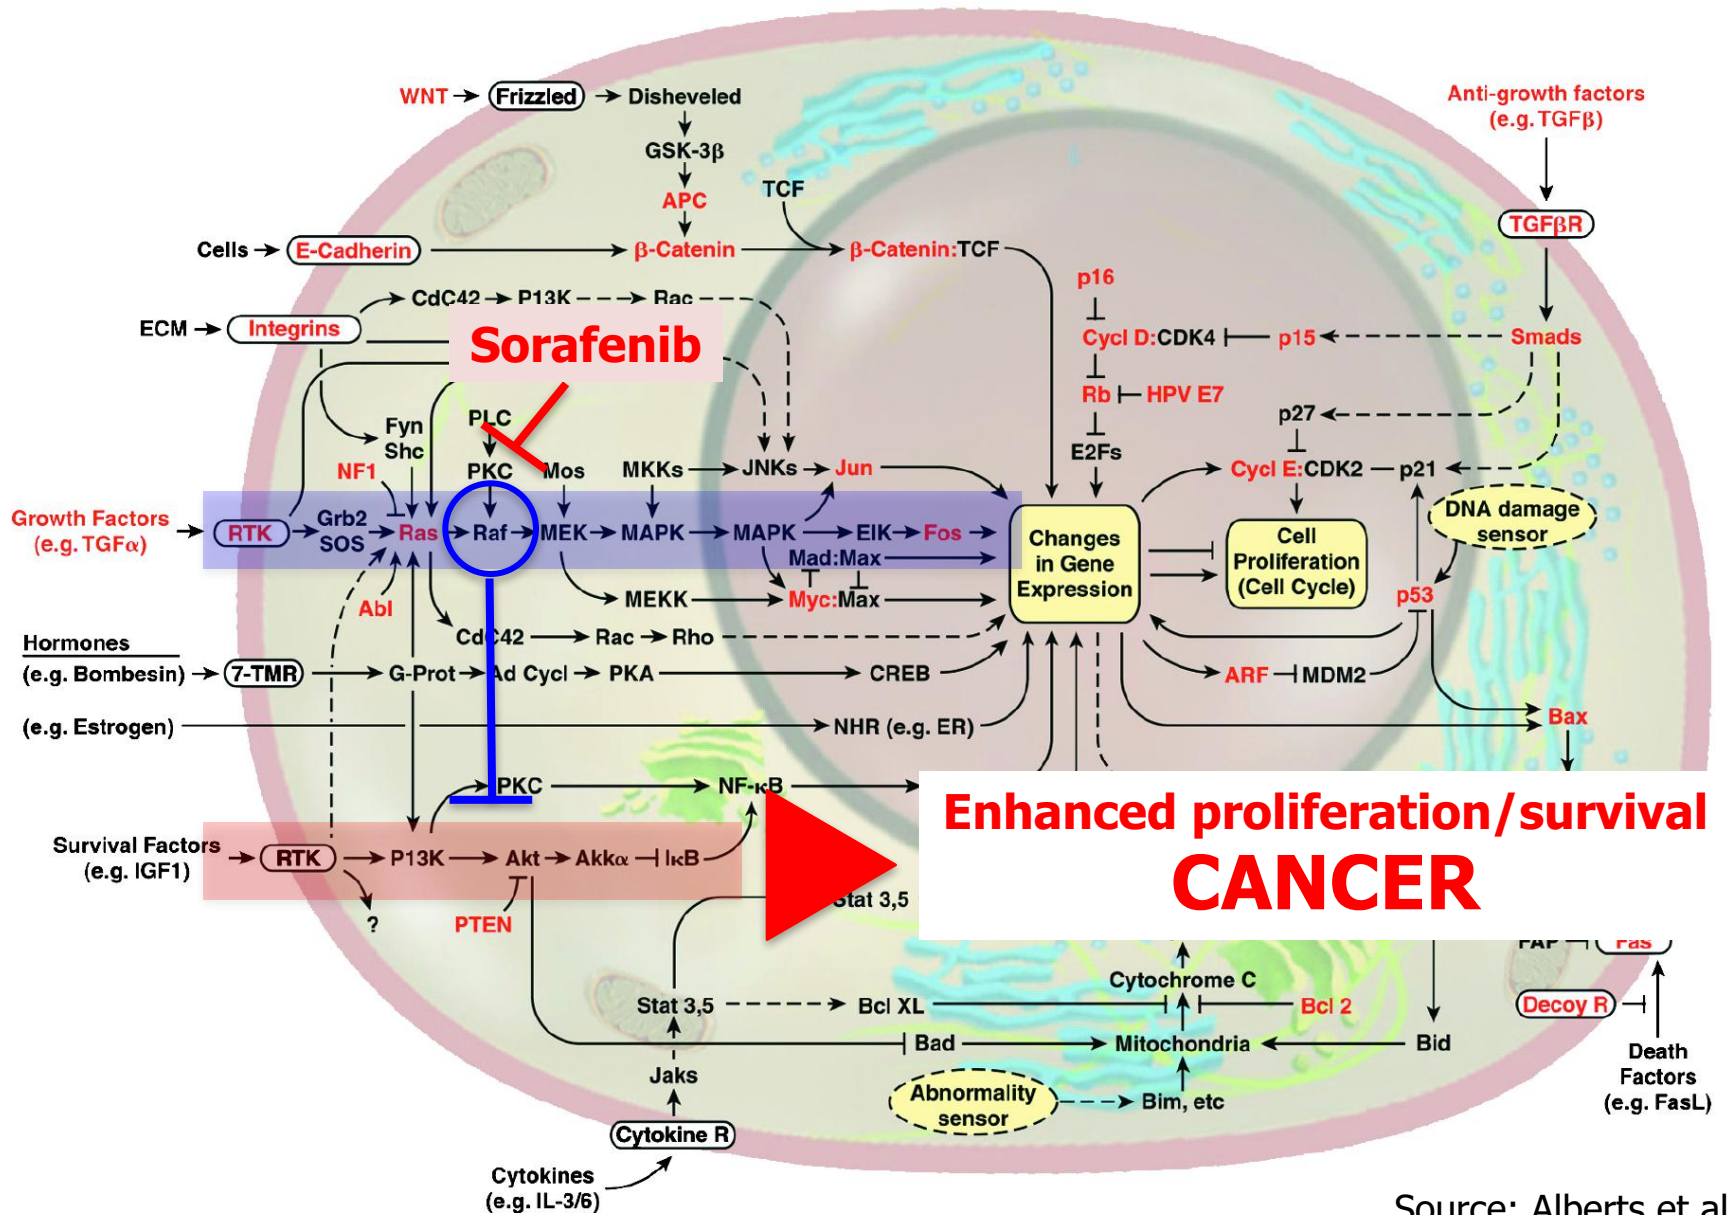 WNT
Frizzled
Disheveled
GSK-3β
APC
TCF
Cells
E-Cadherin
β-Catenin
β-Catenin:TCF
Anti-growth factors
(e.g. TGFβ)
TGFβR
Smads
p16
Cycl D:CDK4
p15
Rb
HPV E7
E2Fs
p27
Cycl E:CDK2
p21
DNA damage
sensor
p53
CdC42
P13K
Rac
ECM
Integrins
Sorafenib
PLC
Fyn
Shc
NF1
PKC
Mos
MKKs
JNKs
Jun
Growth Factors
(e.g. TGFα)
RTK
Grb2
SOS
Ras
Raf
MEK
MAPK
MAPK
ElK
Fos
Mad:Max
Abl
MEKK
Myc:Max
Changes
in Gene
Expression
Cell
Proliferation
(Cell Cycle)
CdC42
Rac
Rho
Hormones
(e.g. Bombesin)
7-TMR
G-Prot
Ad Cycl
PKA
CREB
ARF
MDM2
(e.g. Estrogen)
NHR (e.g. ER)
Bax
PKC
NF-κB
Enhanced proliferation/survival
CANCER
Survival Factors
(e.g. IGF1)
RTK
P13K
Akt
Akkα
IκB
?
PTEN
Stat 3,5
FAP
Fas
Cytochrome C
Stat 3,5
Bcl XL
Bcl 2
Decoy R
Bad
Mitochondria
Bid
Death
Factors
(e.g. FasL)
Jaks
Abnormality
sensor
Bim, etc
Cytokine R
Cytokines
(e.g. IL-3/6)
Source: Alberts et al